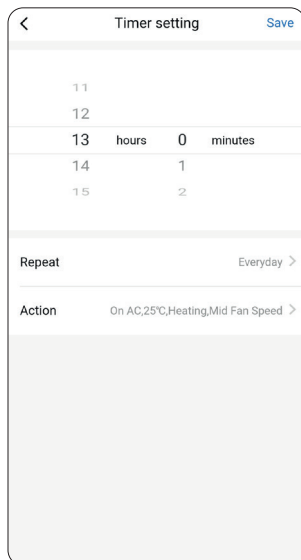 Timer setting Save
11
12
13 hours 0 minutes
14 1
15 2
Repeat Everyday
Action On AC,25℃,Heating,Mid Fan Speed